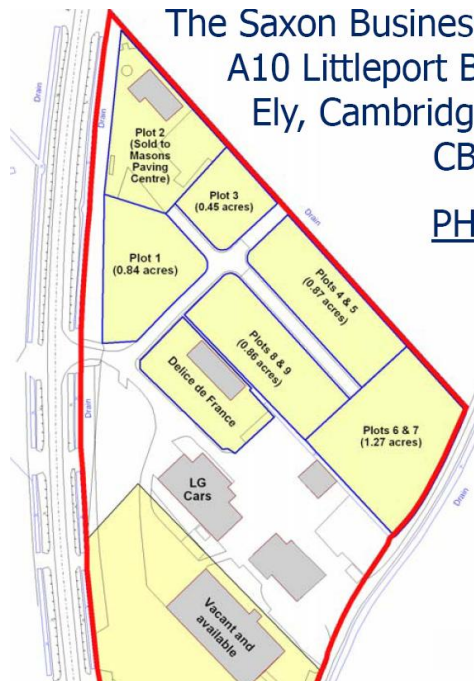 The Saxon Busines
A10 Littleport B
Ely, Cambridg
CB
PH
Drain
Drain
Plot 2
(Sold to
Masons
Paving
Centre)
Plot 3
(0.45 acres)
Drain
Plot 1
(0.84 acres)
Plots 4 & 5
(0.87 acres)
Plots 8 & 9
(0.86 acres)
Delice de France
Drain
Plots 6 & 7
(1.27 acres)
LG
Cars
Drain
Vacant and
available